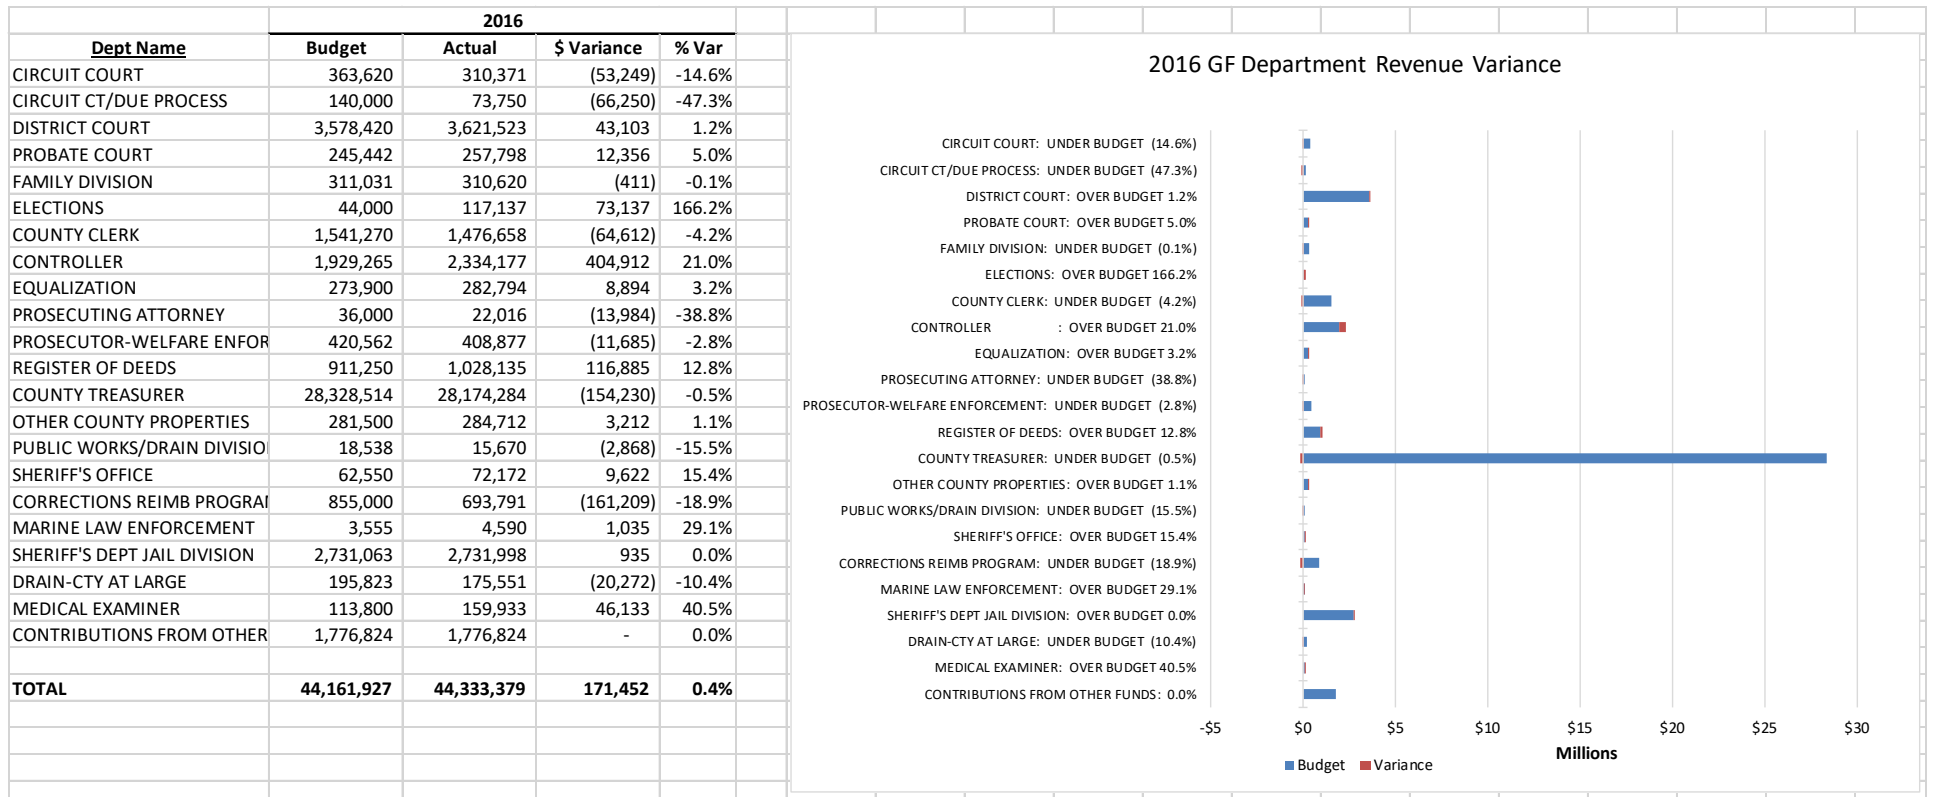 2016
Dept Name Budget Actual $ Variance % Var
CIRCUIT COURT 363,620 310,371 (53,249) -14.6%
CIRCUIT CT/DUE PROCESS 140,000 73,750 (66,250) -47.3%
DISTRICT COURT 3,578,420 3,621,523 43,103 1.2%
PROBATE COURT 245,442 257,798 12,356 5.0%
FAMILY DIVISION 311,031 310,620 (411) -0.1%
ELECTIONS 44,000 117,137 73,137 166.2%
COUNTY CLERK 1,541,270 1,476,658 (64,612) -4.2%
CONTROLLER 1,929,265 2,334,177 404,912 21.0%
EQUALIZATION 273,900 282,794 8,894 3.2%
PROSECUTING ATTORNEY 36,000 22,016 (13,984) -38.8%
PROSECUTOR-WELFARE ENFOR 420,562 408,877 (11,685) -2.8%
REGISTER OF DEEDS 911,250 1,028,135 116,885 12.8%
COUNTY TREASURER 28,328,514 28,174,284 (154,230) -0.5%
OTHER COUNTY PROPERTIES 281,500 284,712 3,212 1.1%
PUBLIC WORKS/DRAIN DIVISIO 18,538 15,670 (2,868) -15.5%
SHERIFF'S OFFICE 62,550 72,172 9,622 15.4%
CORRECTIONS REIMB PROGRA 855,000 693,791 (161,209) -18.9%
MARINE LAW ENFORCEMENT 3,555 4,590 1,035 29.1%
SHERIFF'S DEPT JAIL DIVISION 2,731,063 2,731,998 935 0.0%
DRAIN-CTY AT LARGE 195,823 175,551 (20,272) -10.4%
MEDICAL EXAMINER 113,800 159,933 46,133 40.5%
CONTRIBUTIONS FROM OTHER 1,776,824 1,776,824 - 0.0%
TOTAL 44,161,927 44,333,379 171,452 0.4%
2016 GF Department Revenue Variance
CIRCUIT COURT: UNDER BUDGET (14.6%)
CIRCUIT CT/DUE PROCESS: UNDER BUDGET (47.3%)
DISTRICT COURT: OVER BUDGET 1.2%
PROBATE COURT: OVER BUDGET 5.0%
FAMILY DIVISION: UNDER BUDGET (0.1%)
ELECTIONS: OVER BUDGET 166.2%
COUNTY CLERK: UNDER BUDGET (4.2%)
CONTROLLER : OVER BUDGET 21.0%
EQUALIZATION: OVER BUDGET 3.2%
PROSECUTING ATTORNEY: UNDER BUDGET (38.8%)
PROSECUTOR-WELFARE ENFORCEMENT: UNDER BUDGET (2.8%)
REGISTER OF DEEDS: OVER BUDGET 12.8%
COUNTY TREASURER: UNDER BUDGET (0.5%)
OTHER COUNTY PROPERTIES: OVER BUDGET 1.1%
PUBLIC WORKS/DRAIN DIVISION: UNDER BUDGET (15.5%)
SHERIFF'S OFFICE: OVER BUDGET 15.4%
CORRECTIONS REIMB PROGRAM: UNDER BUDGET (18.9%)
MARINE LAW ENFORCEMENT: OVER BUDGET 29.1%
SHERIFF'S DEPT JAIL DIVISION: OVER BUDGET 0.0%
DRAIN-CTY AT LARGE: UNDER BUDGET (10.4%)
MEDICAL EXAMINER: OVER BUDGET 40.5%
CONTRIBUTIONS FROM OTHER FUNDS: 0.0%
-$5 $0 $5 $10 $15 $20 $25 $30
Millions
Budget Variance